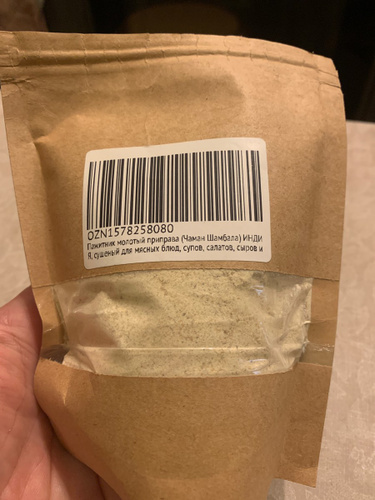 OZN1578258080
Пажитник молотый приправа (Чаман Шамбала) ИНДИ
Я, сушеный для мясных блюд, супов, салатов, сыров и